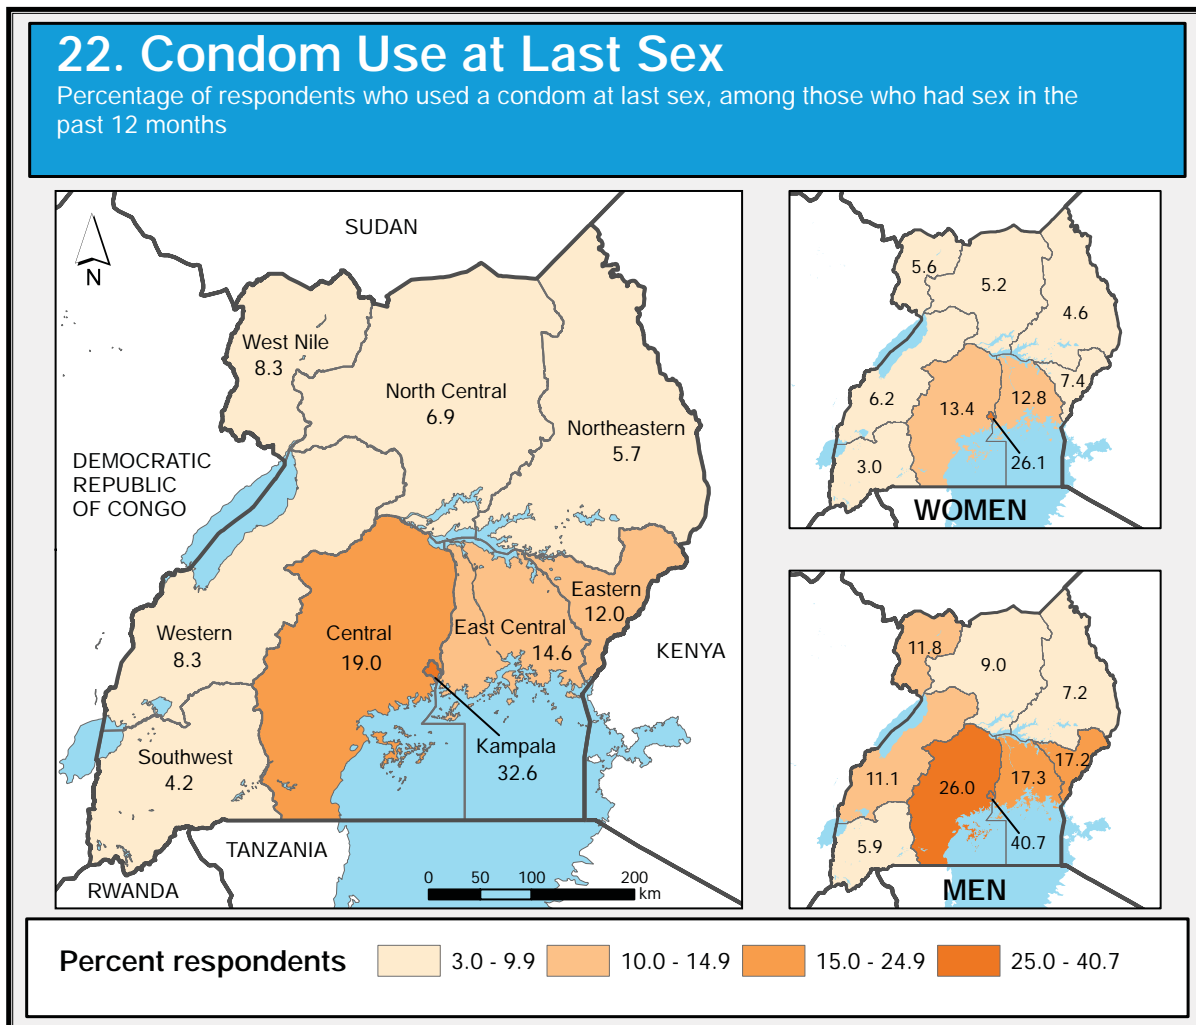 22. Condom Use at Last Sex
Percentage of respondents who used a condom at last sex, among those who had sex in the
past 12 months
SUDAN
N
West Nile
8.3
North Central
6.9
Northeastern
5.7
DEMOCRATIC
REPUBLIC
OF CONGO
Eastern
12.0
Western
8.3
Central
19.0
East Central
14.6
KENYA
Kampala
32.6
Southwest
4.2
TANZANIA
RWANDA
0 50 100 200
km
5.6
5.2
4.6
7.4
6.2
13.4
12.8
26.1
3.0
WOMEN
11.8
9.0
7.2
17.2
11.1
26.0
17.3
40.7
5.9
MEN
Percent respondents 3.0 - 9.9 10.0 - 14.9 15.0 - 24.9 25.0 - 40.7